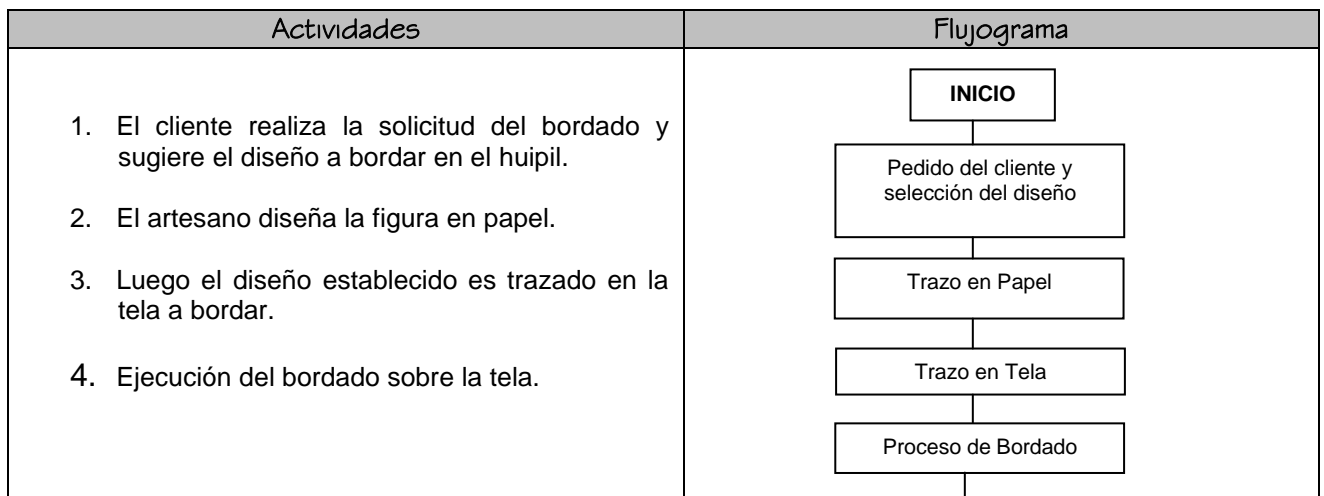 Actividades
Flujograma
1. El cliente realiza la solicitud del bordado y
sugiere el diseño a bordar en el huipil.
2. El artesano diseña la figura en papel.
3. Luego el diseño establecido es trazado en la
tela a bordar.
4. Ejecución del bordado sobre la tela.
INICIO
Pedido del cliente y
selección del diseño
Trazo en Papel
Trazo en Tela
Proceso de Bordado